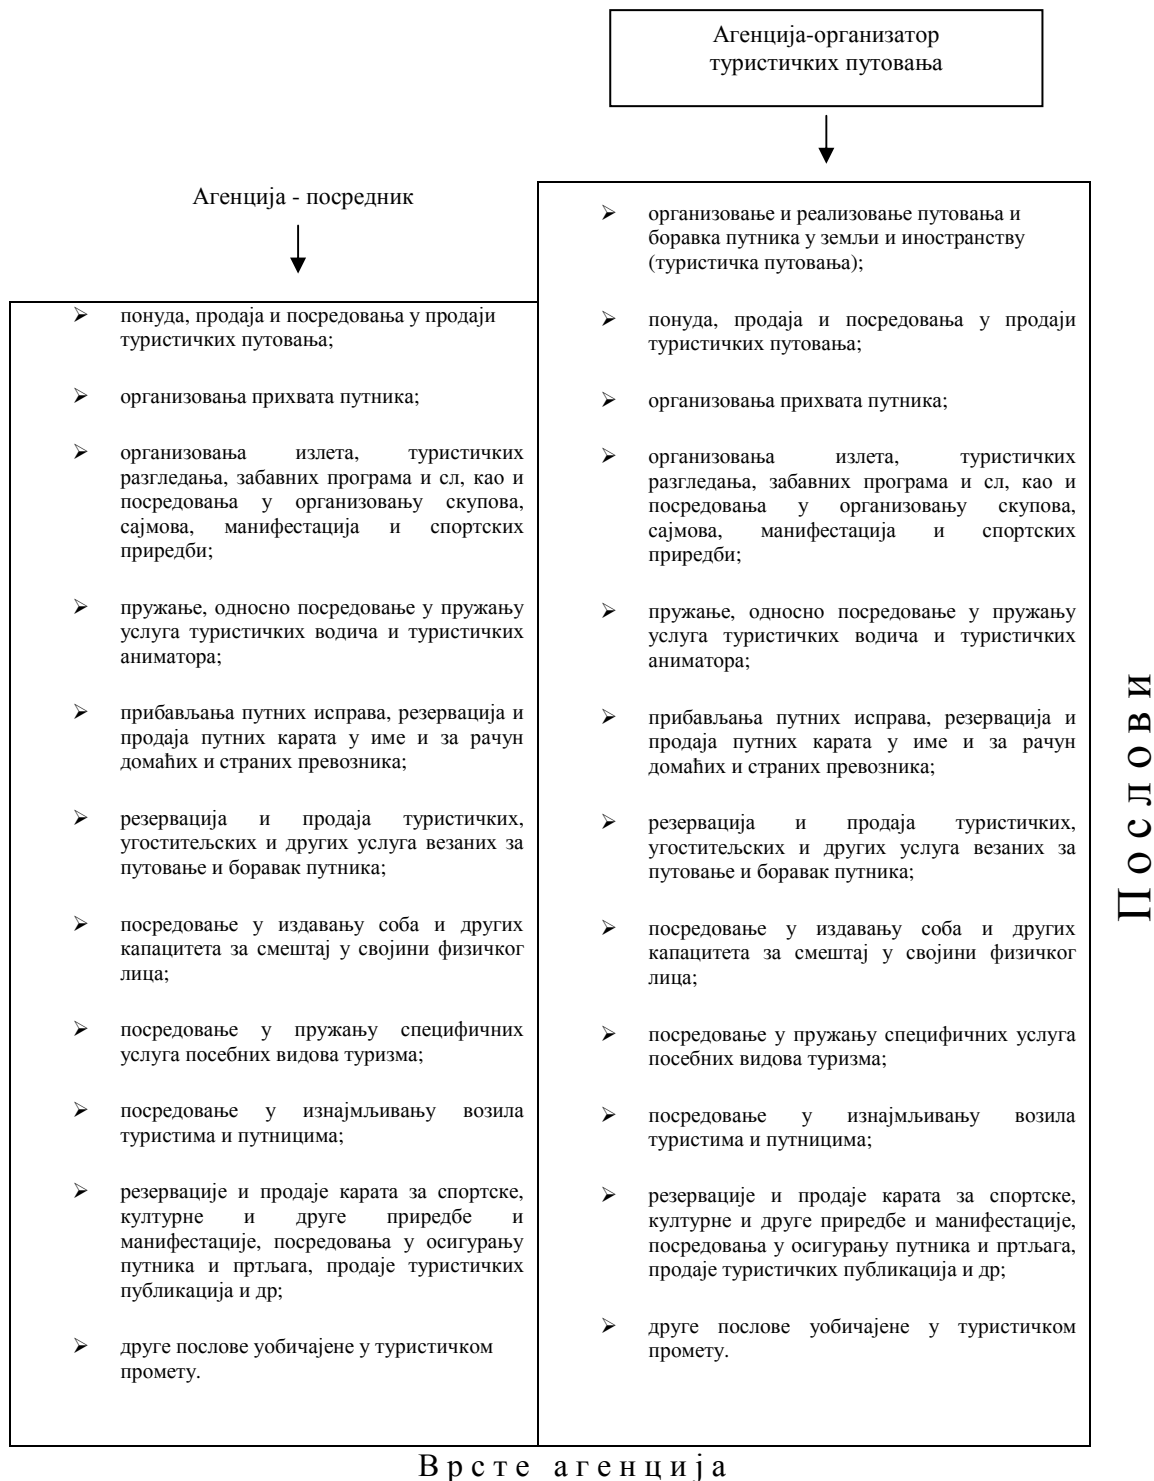 Агенција-организатор
туристичких путовања
Агенција - посредник
➢ понуда, продаја и посредовања у продаји
туристичких путовања;
➢ организовања прихвата путника;
➢ организовања излета, туристичких
разгледања, забавних програма и сл, као и
посредовања у организовању скупова,
сајмова, манифестација и спортских
приредби;
➢ пружање, односно посредовање у пружању
услуга туристичких водича и туристичких
аниматора;
➢ прибављања путних исправа, резервација и
продаја путних карата у име и за рачун
домаћих и страних превозника;
➢ резервација и продаја туристичких,
угоститељских и других услуга везаних за
путовање и боравак путника;
➢ посредовање у издавању соба и других
капацитета за смештај у својини физичког
лица;
➢ посредовање у пружању специфичних
услуга посебних видова туризма;
➢ посредовање у изнајмљивању возила
туристима и путницима;
➢ резервације и продаје карата за спортске,
културне и друге приредбе и
манифестације, посредовања у осигурању
путника и пртљага, продаје туристичких
публикација и др;
➢ друге послове уобичајене у туристичком
промету.
➢ организовање и реализовање путовања и
боравка путника у земљи и иностранству
(туристичка путовања);
➢ понуда, продаја и посредовања у продаји
туристичких путовања;
➢ организовања прихвата путника;
➢ организовања излета, туристичких
разгледања, забавних програма и сл, као и
посредовања у организовању скупова,
сајмова, манифестација и спортских
приредби;
➢ пружање, односно посредовање у пружању
услуга туристичких водича и туристичких
аниматора;
➢ прибављања путних исправа, резервација и
продаја путних карата у име и за рачун
домаћих и страних превозника;
➢ резервација и продаја туристичких,
угоститељских и других услуга везаних за
путовање и боравак путника;
➢ посредовање у издавању соба и других
капацитета за смештај у својини физичког
лица;
➢ посредовање у пружању специфичних услуга
посебних видова туризма;
➢ посредовање у изнајмљивању возила
туристима и путницима;
➢ резервације и продаје карата за спортске,
културне и друге приредбе и манифестације,
посредовања у осигурању путника и пртљага,
продаје туристичких публикација и др;
➢ друге послове уобичајене у туристичком
промету.
Послови
Врсте агенција